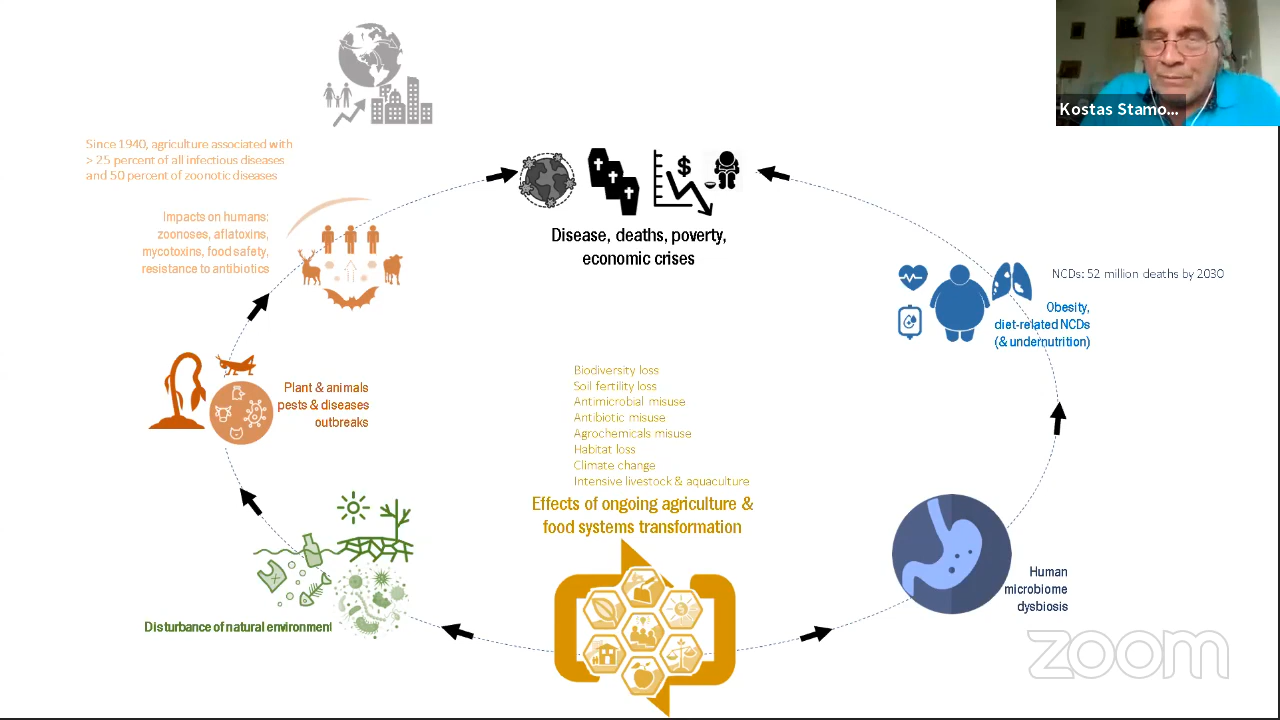 Kostas Stamo...
Since 1940, agriculture associated with
> 25 percent of all infectious diseases
and 50 percent of zoonotic diseases
Impacts on humans:
zoonoses, aflatoxins,
mycotoxins, food safety,
resistance to antibiotics
$
Disease, deaths, poverty,
economic crises
NCDs: 52 million deaths by 2030
Obesity,
diet-related NCDs
(& undernutrition)
Plant & animals
pests & diseases
outbreaks
Biodiversity loss
Soil fertility loss
Antimicrobial misuse
Antibiotic misuse
Agrochemicals misuse
Habitat loss
Climate change
Intensive livestock & aquaculture
Effects of ongoing agriculture &
food systems transformation
Human
microbiome
dysbiosis
Disturbance of natural environment
$
zoom